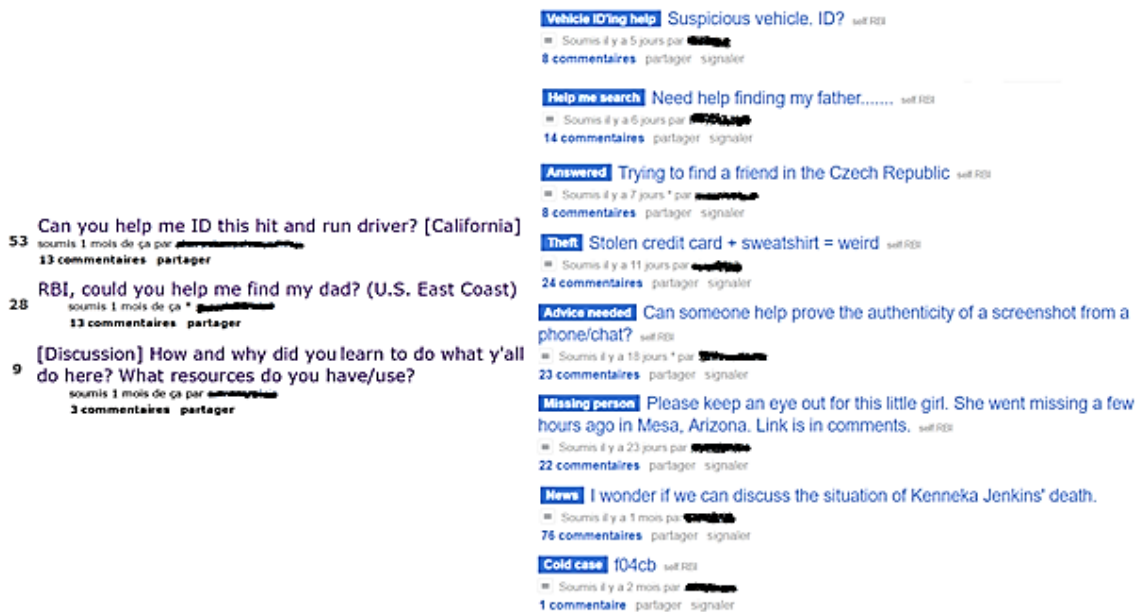 53
Can you help me ID this hit and run driver? [California]
soumis 1 mois de ça par
13 commentaires partager
28
RBI, could you help me find my dad? (U.S. East Coast)
soumis 1 mois de ça *
13 commentaires partager
9
[Discussion] How and why did you learn to do what y'all
do here? What resources do you have/use?
soumis 1 mois de ça par
3 commentaires partager
Vehicle ID'ing help Suspicious vehicle. ID? self RBI
Soumis il y a 5 jours par
8 commentaires partager signaler
Help me search Need help finding my father....... self RBI
Soumis il y a 6 jours par
14 commentaires partager signaler
Answered Trying to find a friend in the Czech Republic self RBI
Soumis il y a 7 jours * par
8 commentaires partager signaler
Theft Stolen credit card + sweatshirt = weird self RBI
Soumis il y a 11 jours par
24 commentaires partager signaler
Advice needed Can someone help prove the authenticity of a screenshot from a
phone/chat? self RBI
Soumis il y a 18 jours * par
23 commentaires partager signaler
Missing person Please keep an eye out for this little girl. She went missing a few
hours ago in Mesa, Arizona. Link is in comments. self RBI
Soumis il y a 23 jours par
22 commentaires partager signaler
News I wonder if we can discuss the situation of Kenneka Jenkins' death.
Soumis il y a 1 mois par
76 commentaires partager signaler
Cold case f04cb self RBI
Soumis il y a 2 mois par
1 commentaire partager signaler